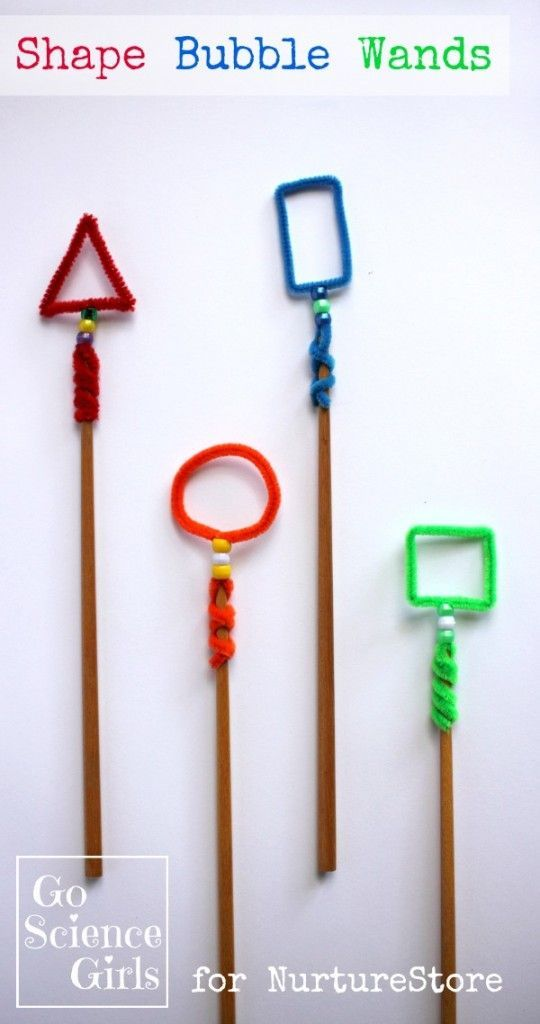 Shape Bubble Wands
Go
Science
Girls
for NurtureStore